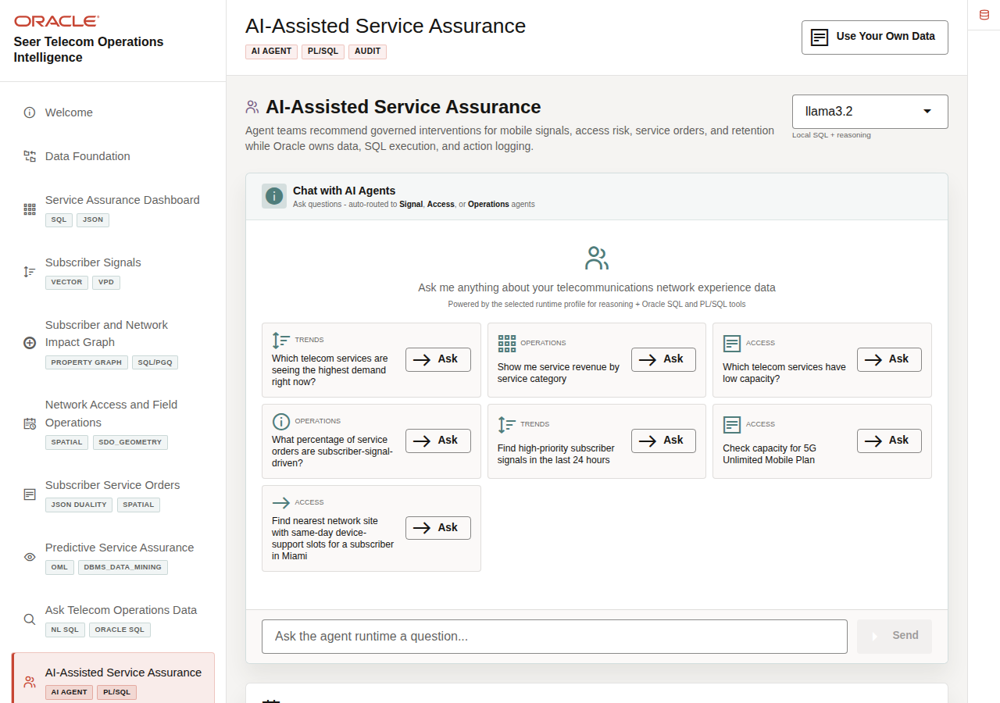 ORACLE
Seer Telecom Operations
Intelligence
Welcome
Data Foundation
Service Assurance Dashboard
SQL JSON
Subscriber Signals
VECTOR VPD
Subscriber and Network
Impact Graph
PROPERTY GRAPH SQL/PGQ
Network Access and Field
Operations
SPATIAL SDO_GEOMETRY
Subscriber Service Orders
JSON DUALITY SPATIAL
Predictive Service Assurance
OML DBMS_DATA_MINING
Ask Telecom Operations Data
NL SQL ORACLE SQL
AI-Assisted Service Assurance
AI AGENT PL/SQL
AI-Assisted Service Assurance
AI AGENT PL/SQL AUDIT
Use Your Own Data
AI-Assisted Service Assurance
Agent teams recommend governed interventions for mobile signals, access risk, service orders, and retention
while Oracle owns data, SQL execution, and action logging.
llama3.2
Local SQL + reasoning
Chat with AI Agents
Ask questions - auto-routed to Signal, Access, or Operations agents
Ask me anything about your telecommunications network experience data
Powered by the selected runtime profile for reasoning + Oracle SQL and PL/SQL tools
TRENDS
Which telecom services are
seeing the highest demand
right now?
Ask
OPERATIONS
Show me service revenue by
service category
Ask
ACCESS
Which telecom services have
low capacity?
Ask
OPERATIONS
What percentage of service
orders are subscriber-signal-
driven?
Ask
TRENDS
Find high-priority subscriber
signals in the last 24 hours
Ask
ACCESS
Check capacity for 5G
Unlimited Mobile Plan
Ask
ACCESS
Find nearest network site
with same-day device-
support slots for a subscriber
in Miami
Ask
Ask the agent runtime a question...
Send